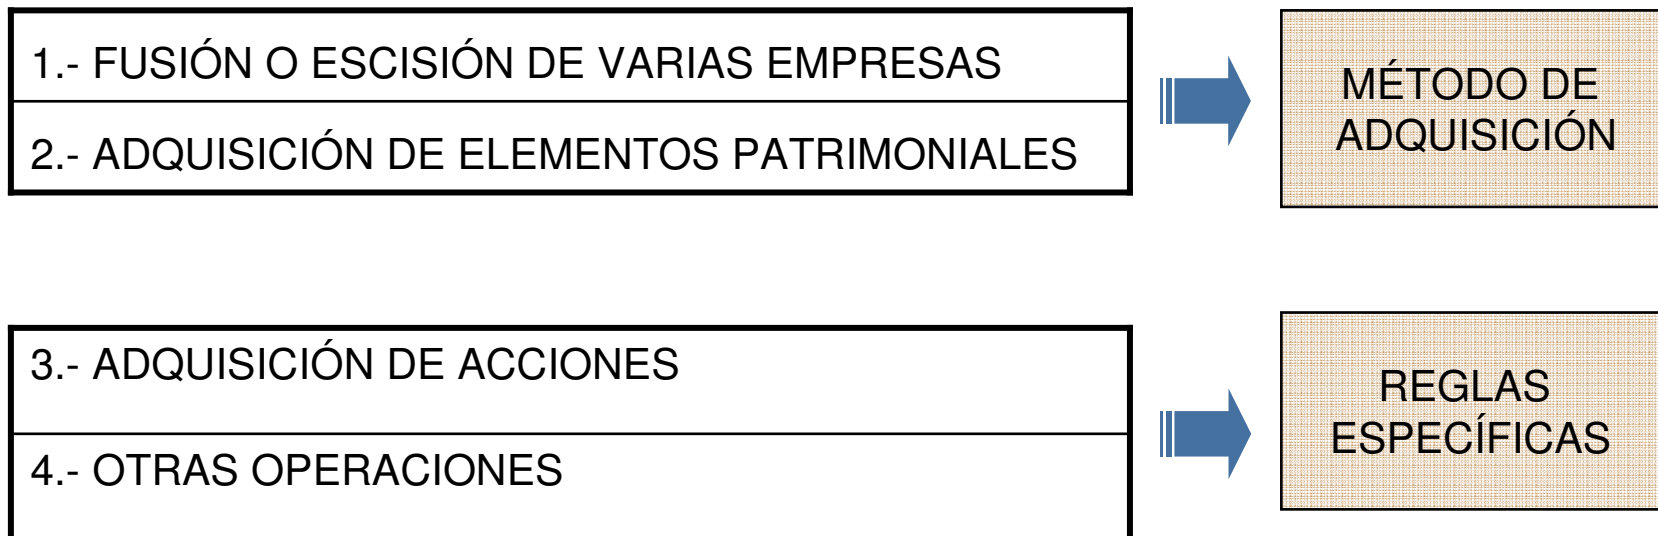 1.- FUSIÓN O ESCISIÓN DE VARIAS EMPRESAS
2.- ADQUISICIÓN DE ELEMENTOS PATRIMONIALES
MÉTODO DE
ADQUISICIÓN
3.- ADQUISICIÓN DE ACCIONES
4.- OTRAS OPERACIONES
REGLAS
ESPECÍFICAS